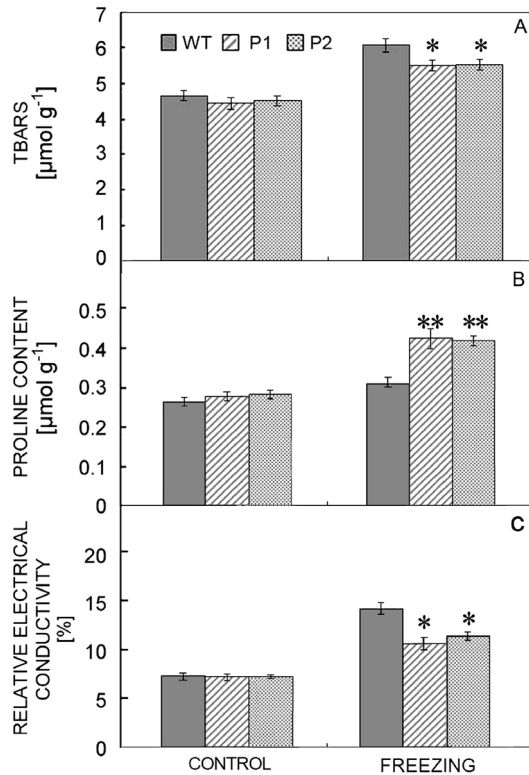 7
A
WT P1 P2
6
* *
5
4
3
2
1
0
TBARS
[µmol g⁻¹]
B
0.5
** **
0.4
0.3
0.2
0.1
0
PROLINE CONTENT
[µmol g⁻¹]
C
20
15
* *
10
5
0
RELATIVE ELECTRICAL
CONDUCTIVITY
[%]
CONTROL FREEZING